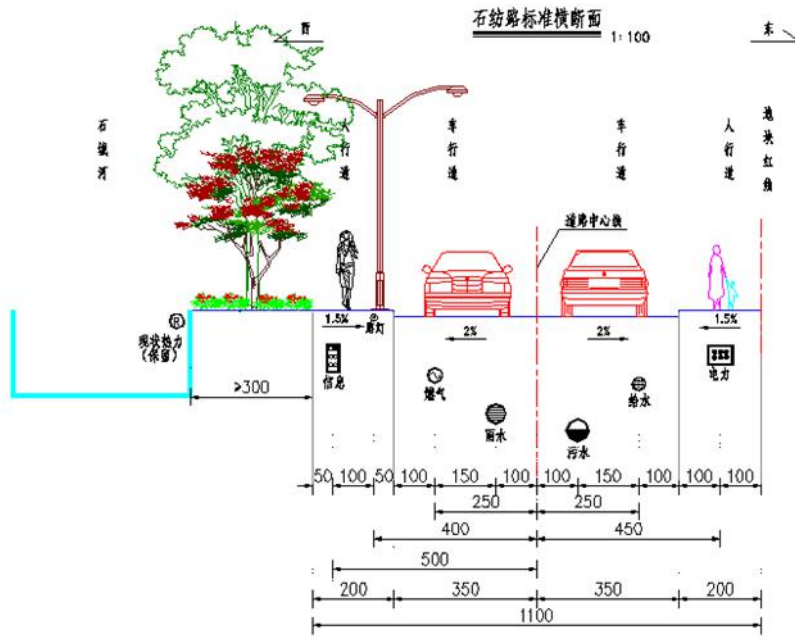 石纺路标准横断面
1:100
西
东
石镇河
人行道
车行道
车行道
人行道
地块红线
道路中心线
1.5%
路灯
2%
2%
1.5%
现状热力
（保留）
信息
燃气
雨水
污水
给水
电力
>300
50 100 50 100 150 100 100 150 100 100 100
250 250
400 450
500
200 350 350 200
1100